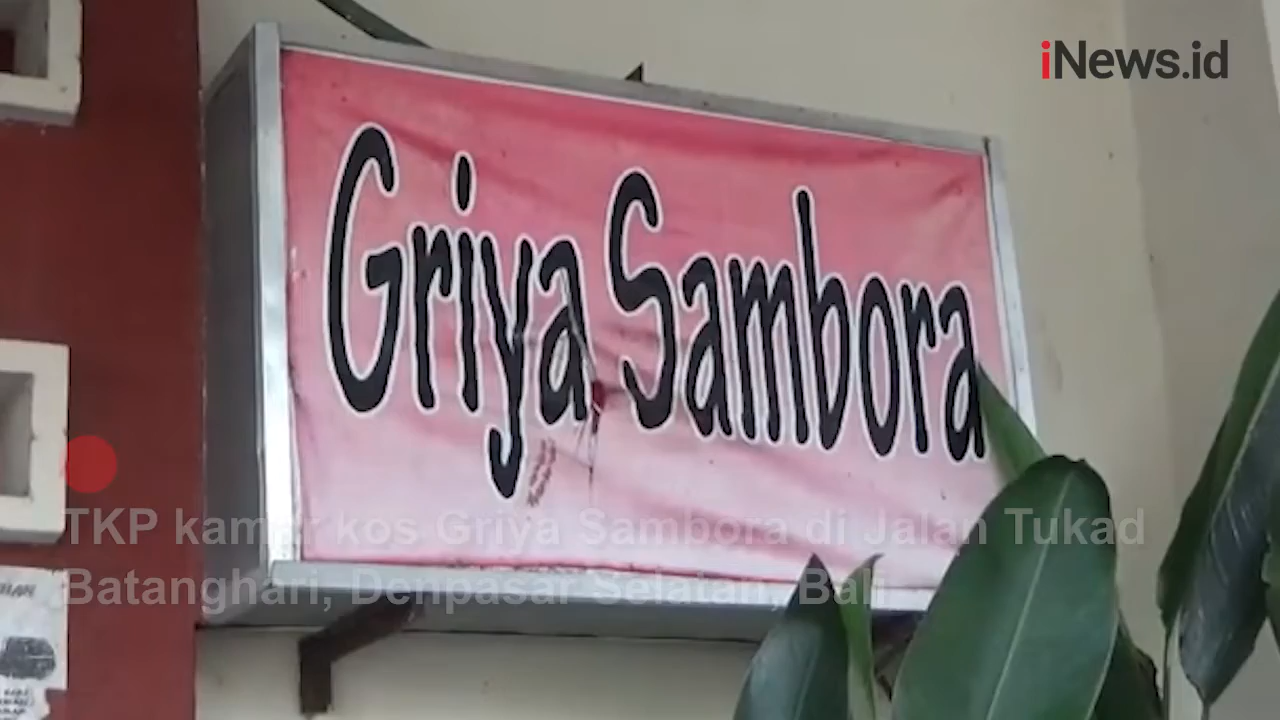 iNews.id
Griya Sambora
TKP kamar kos Griya Sambora di Jalan Tukad
Batanghari, Denpasar Selatan, Bali